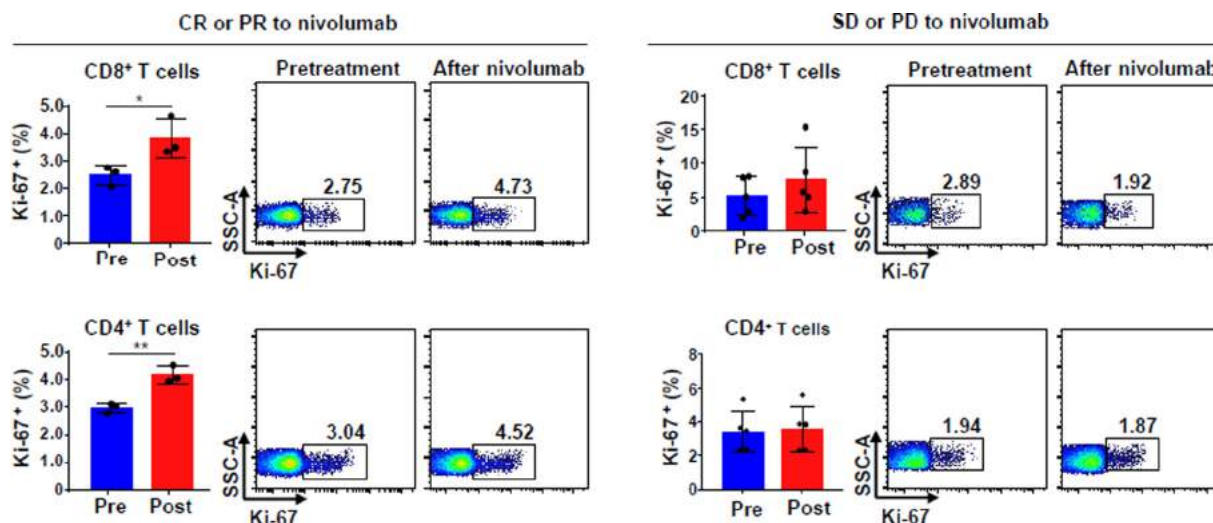 CR or PR to nivolumab
CD8⁺ T cells
Pretreatment
After nivolumab
Ki-67⁺ (%)
5.0
4.0
3.0
2.0
1.0
0
*
Pre
Post
SSC-A
Ki-67
2.75
4.73
CD4⁺ T cells
Ki-67⁺ (%)
5.0
4.0
3.0
2.0
1.0
0
**
Pre
Post
SSC-A
Ki-67
3.04
4.52
SD or PD to nivolumab
CD8⁺ T cells
Pretreatment
After nivolumab
Ki-67⁺ (%)
20
15
10
5
0
Pre
Post
SSC-A
Ki-67
2.89
1.92
CD4⁺ T cells
Ki-67⁺ (%)
8
6
4
2
0
Pre
Post
SSC-A
Ki-67
1.94
1.87